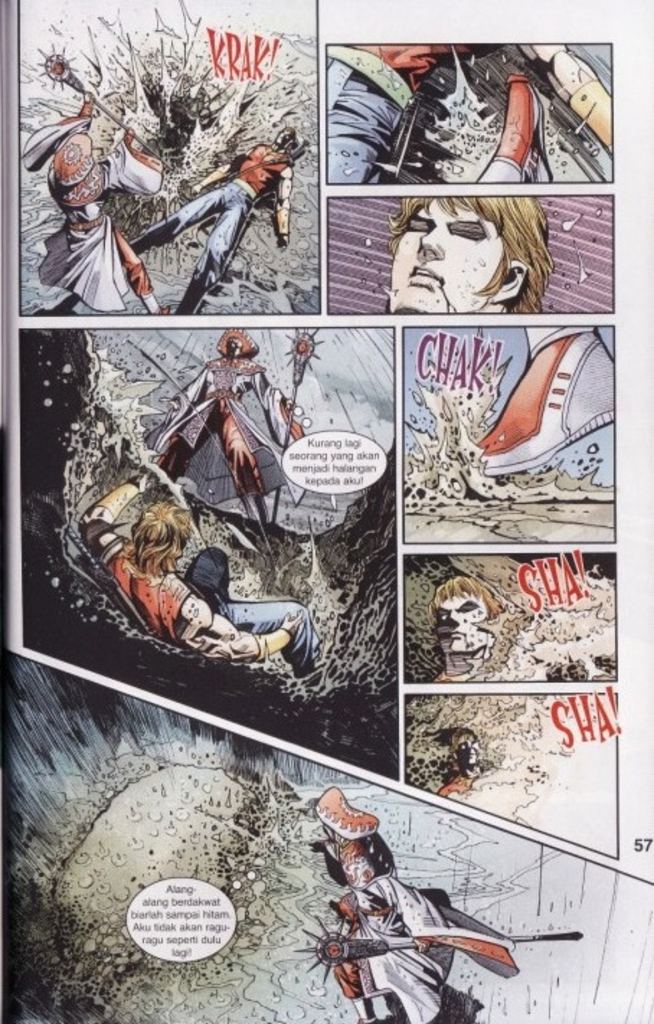 KRAK!
Kurang lagi
seorang yang akan
menjadi halangan
kepada aku!
CHAK!
SHA!
SHA!
Alang-
alang berdakwat
biarlah sampai hitam.
Aku tidak akan ragu-
ragu seperti dulu
lagi!
57